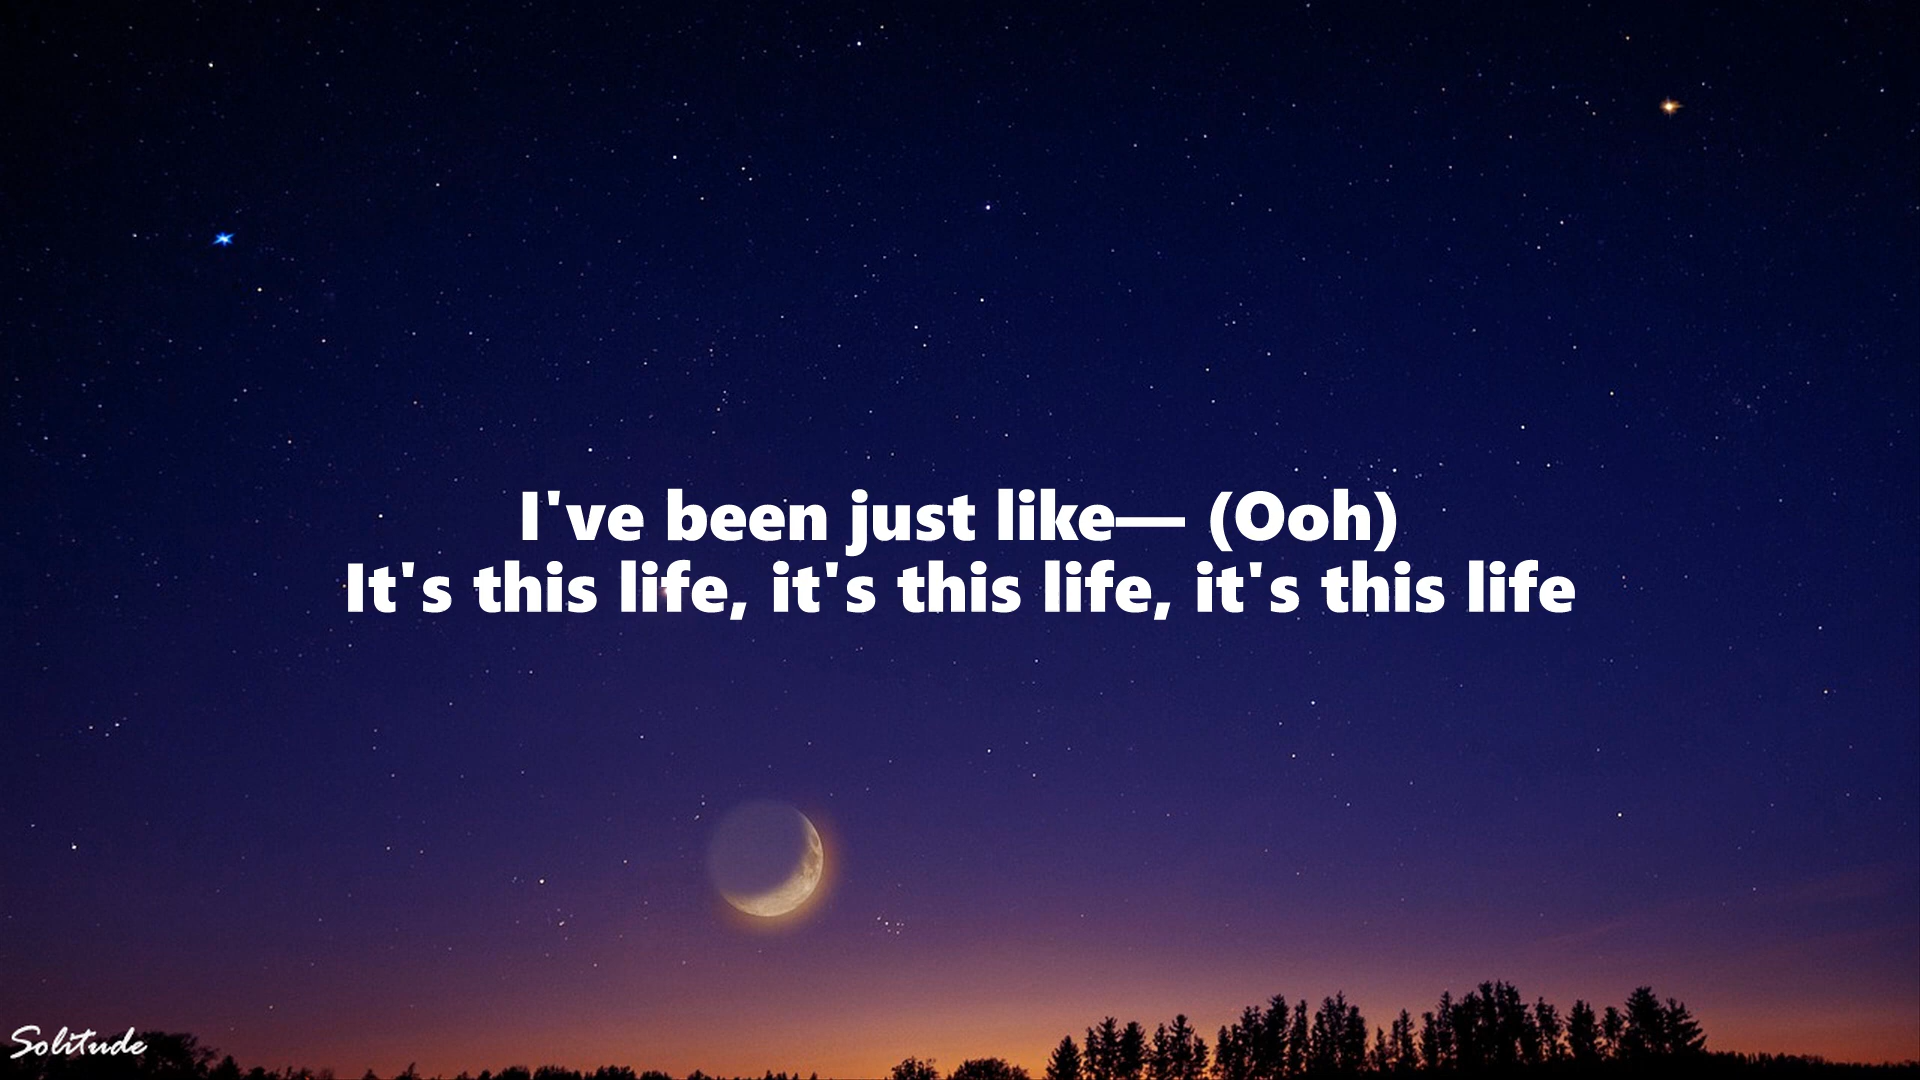 I've been just like— (Ooh)
It's this life, it's this life, it's this life
Solitude